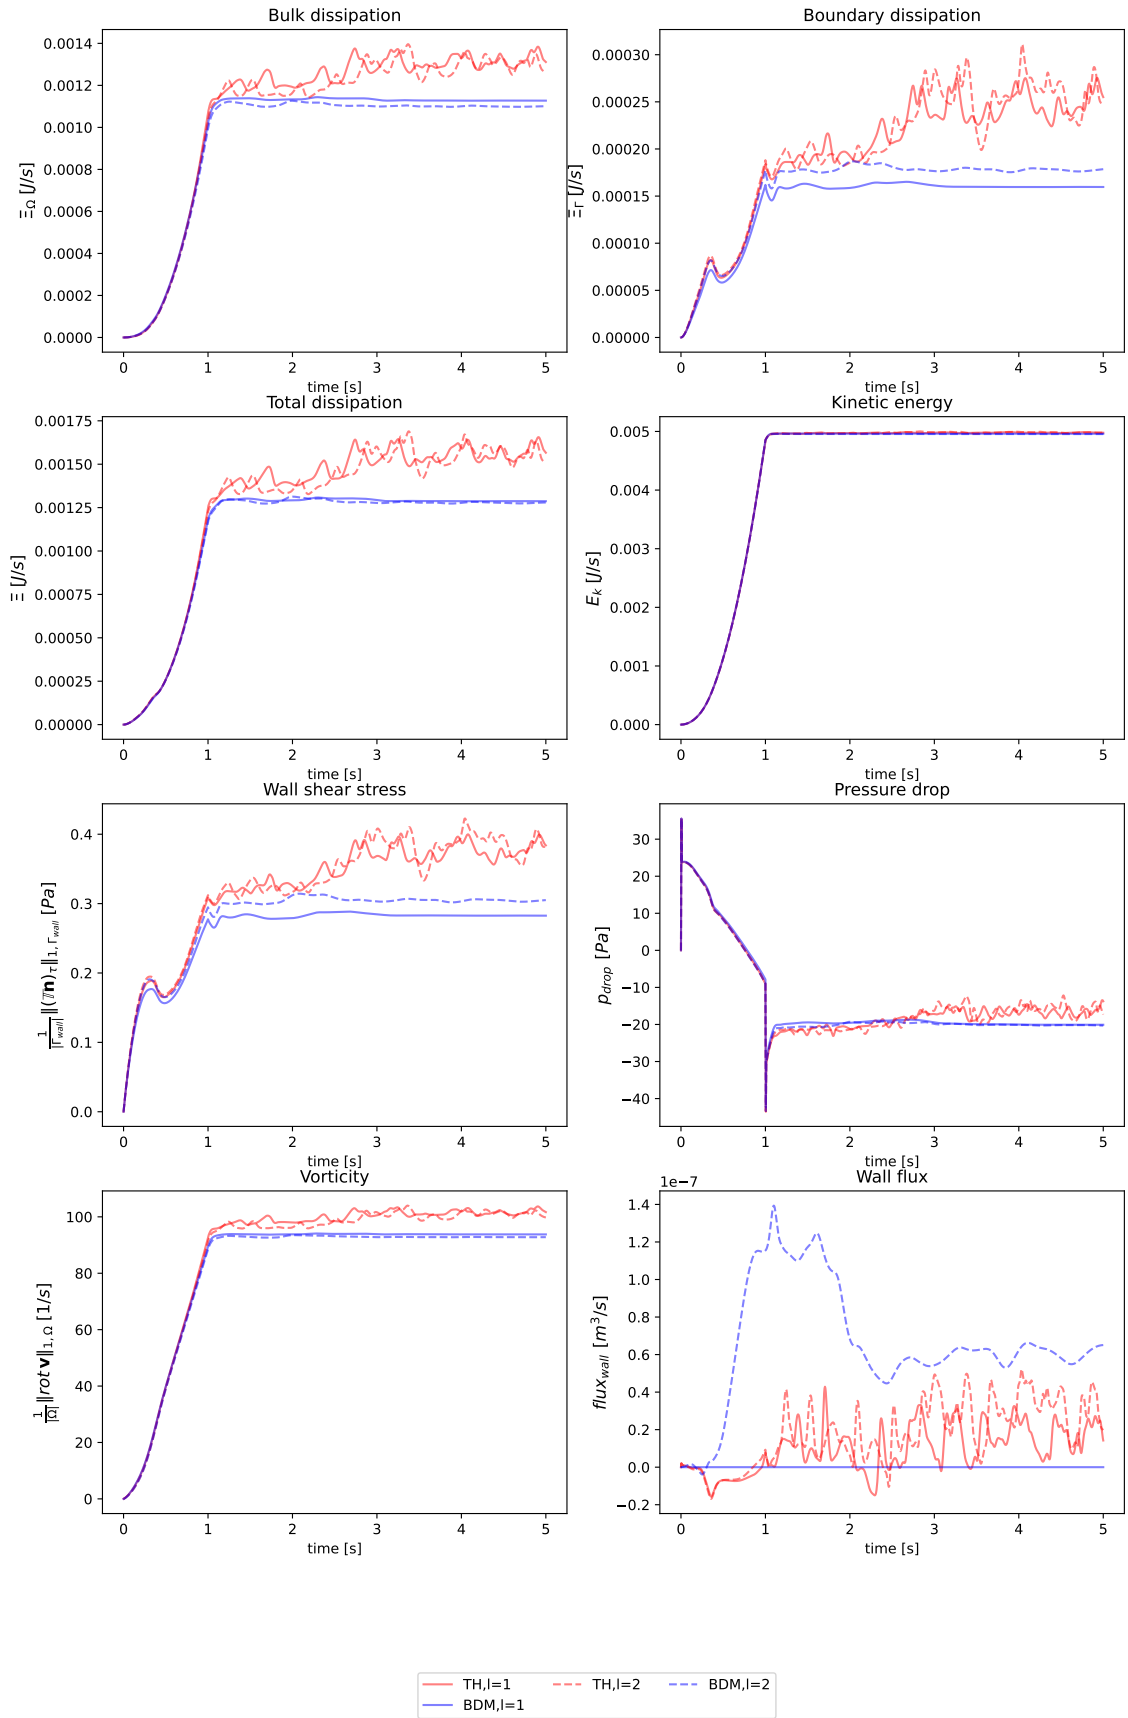 Bulk dissipation
0.0014
0.0012
0.0010
0.0008
0.0006
0.0004
0.0002
0.0000
Ξ_Ω [J/s]
0 1 2 3 4 5
time [s]
Boundary dissipation
0.00030
0.00025
0.00020
0.00015
0.00010
0.00005
0.00000
Ξ_Γ [J/s]
0 1 2 3 4 5
time [s]
Total dissipation
0.00175
0.00150
0.00125
0.00100
0.00075
0.00050
0.00025
0.00000
Ξ [J/s]
0 1 2 3 4 5
time [s]
Kinetic energy
0.005
0.004
0.003
0.002
0.001
0.000
E_k [J/s]
0 1 2 3 4 5
time [s]
Wall shear stress
0.4
0.3
0.2
0.1
0.0
1/|Γ_wall| ‖(𝕋𝐧)_τ‖_{1, Γ_wall} [Pa]
0 1 2 3 4 5
time [s]
Pressure drop
30
20
10
0
−10
−20
−30
−40
p_drop [Pa]
0 1 2 3 4 5
time [s]
Vorticity
100
80
60
40
20
0
1/|Ω| ‖rot 𝐯‖_{1, Ω} [1/s]
0 1 2 3 4 5
time [s]
Wall flux
1e−7
1.4
1.2
1.0
0.8
0.6
0.4
0.2
0.0
−0.2
flux_wall [m³/s]
0 1 2 3 4 5
time [s]
TH,l=1 TH,l=2 BDM,l=2
BDM,l=1